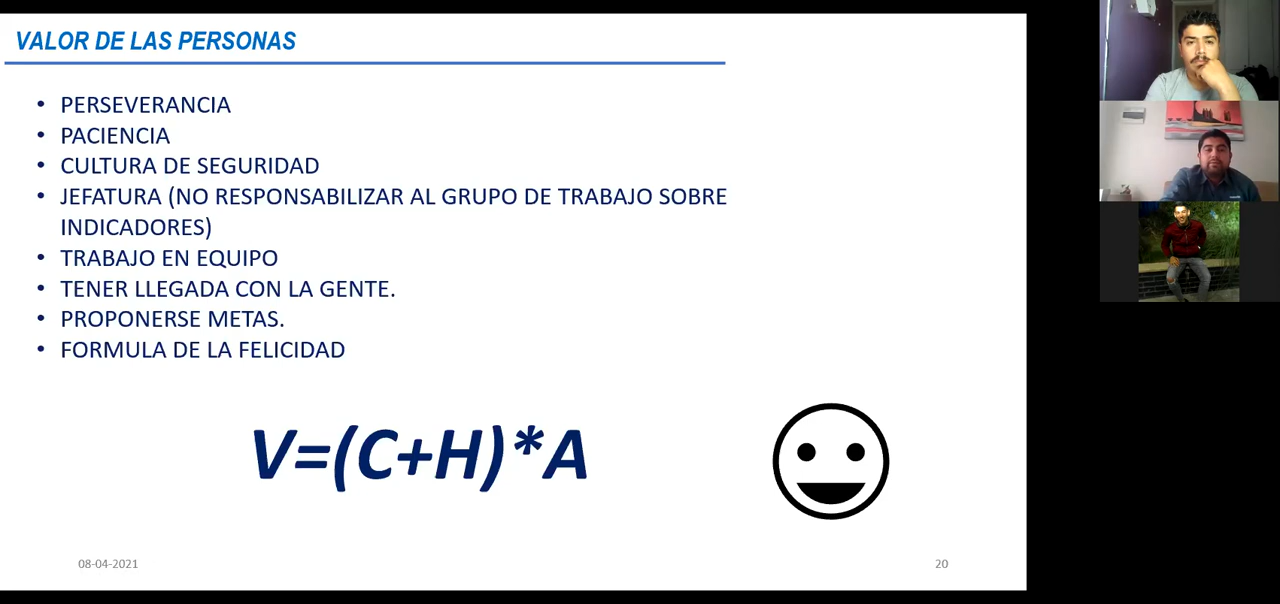 VALOR DE LAS PERSONAS
• PERSEVERANCIA
• PACIENCIA
• CULTURA DE SEGURIDAD
• JEFATURA (NO RESPONSABILIZAR AL GRUPO DE TRABAJO SOBRE
INDICADORES)
• TRABAJO EN EQUIPO
• TENER LLEGADA CON LA GENTE.
• PROPONERSE METAS.
• FORMULA DE LA FELICIDAD
V=(C+H)*A
08-04-2021
20